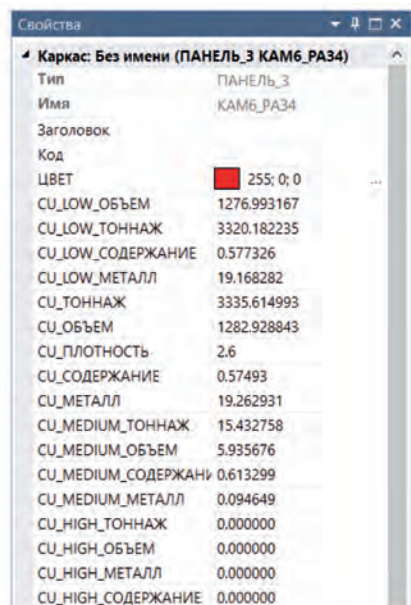 Свойства
Каркас: Без имени (ПАНЕЛЬ_3 КАМ6_РА34)
Тип ПАНЕЛЬ_3
Имя КАМ6_РА34
Заголовок
Код
ЦВЕТ 255; 0; 0 ...
CU_LOW_ОБЪЕМ 1276.993167
CU_LOW_ТОННАЖ 3320.182235
CU_LOW_СОДЕРЖАНИЕ 0.577326
CU_LOW_МЕТАЛЛ 19.168282
CU_ТОННАЖ 3335.614993
CU_ОБЪЕМ 1282.928843
CU_ПЛОТНОСТЬ 2.6
CU_СОДЕРЖАНИЕ 0.57493
CU_МЕТАЛЛ 19.262931
CU_MEDIUM_ТОННАЖ 15.432758
CU_MEDIUM_ОБЪЕМ 5.935676
CU_MEDIUM_СОДЕРЖАНИ 0.613299
CU_MEDIUM_МЕТАЛЛ 0.094649
CU_HIGH_ТОННАЖ 0.000000
CU_HIGH_ОБЪЕМ 0.000000
CU_HIGH_МЕТАЛЛ 0.000000
CU_HIGH_СОДЕРЖАНИЕ 0.000000